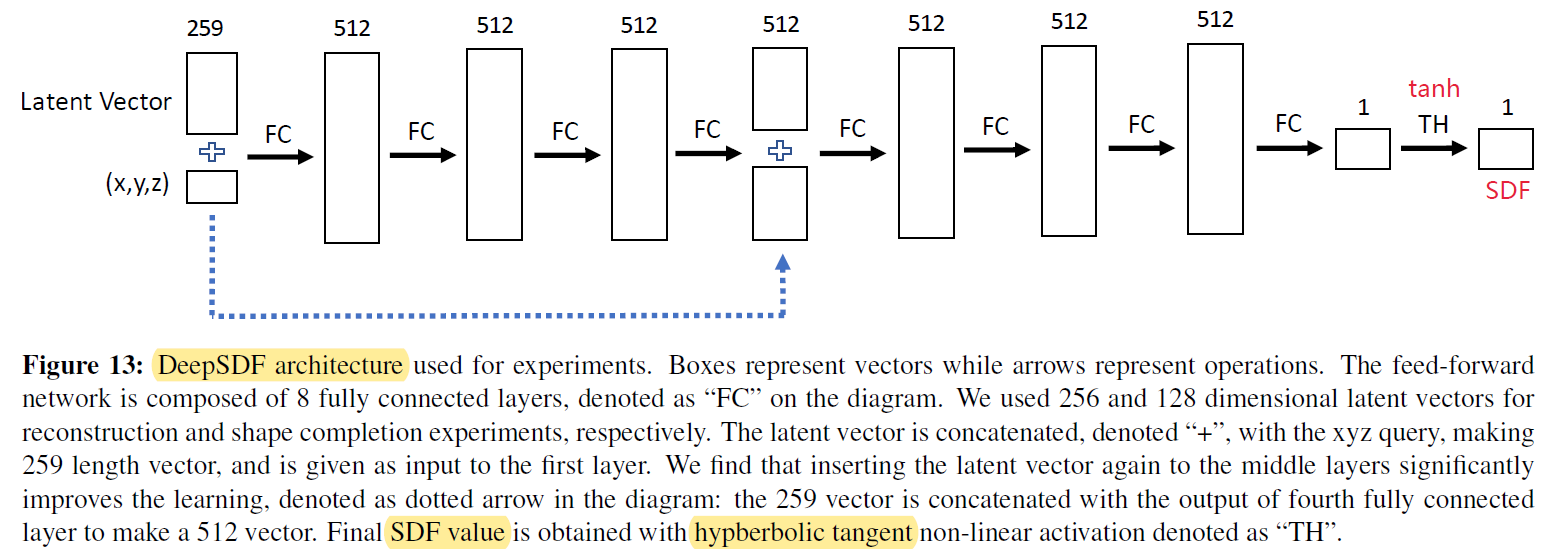 259 512 512 512 512 512 512 512
Latent Vector
(x,y,z)
FC FC FC FC FC FC FC FC
1 tanh 1
TH
SDF
Figure 13: DeepSDF architecture used for experiments. Boxes represent vectors while arrows represent operations. The feed-forward
network is composed of 8 fully connected layers, denoted as “FC” on the diagram. We used 256 and 128 dimensional latent vectors for
reconstruction and shape completion experiments, respectively. The latent vector is concatenated, denoted “+”, with the xyz query, making
259 length vector, and is given as input to the first layer. We find that inserting the latent vector again to the middle layers significantly
improves the learning, denoted as dotted arrow in the diagram: the 259 vector is concatenated with the output of fourth fully connected
layer to make a 512 vector. Final SDF value is obtained with hypberbolic tangent non-linear activation denoted as “TH”.